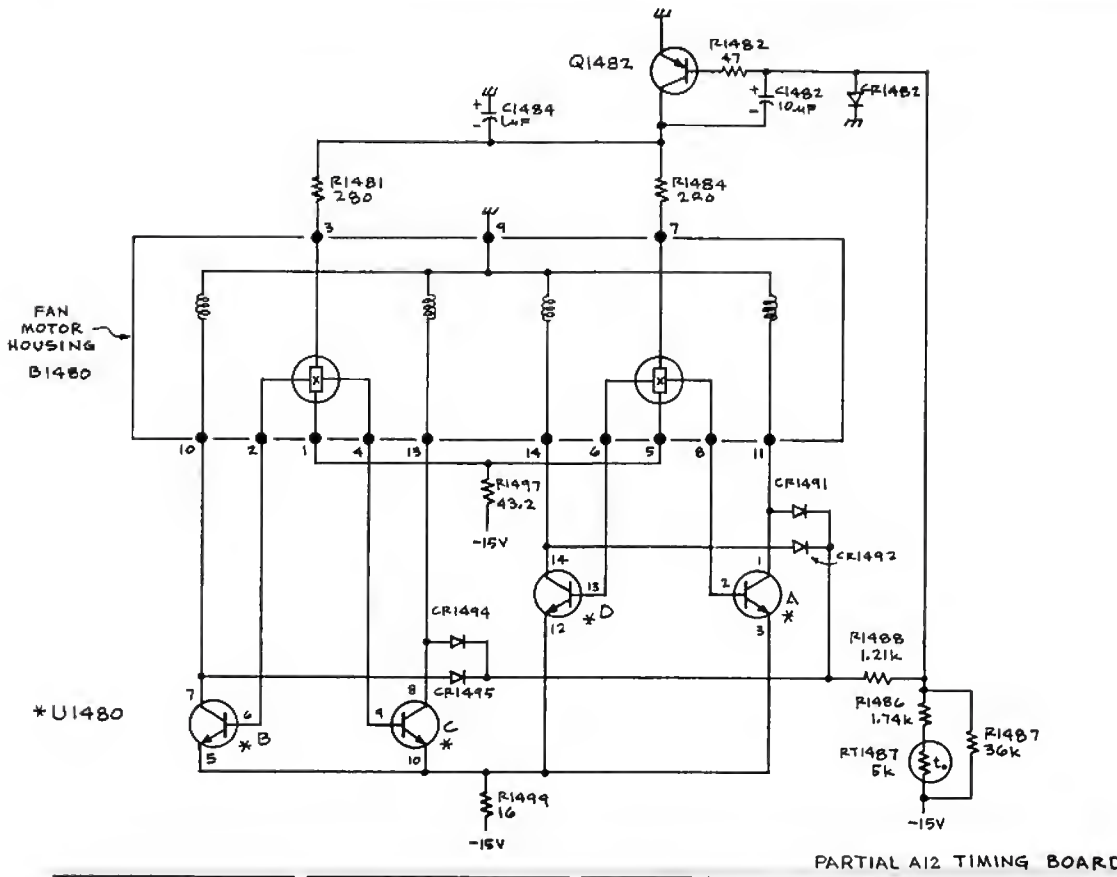 Q1482
R1482
47
+
C1482
10µF
-
CR1482
+
C1484
1µF
-
R1481
280
R1484
280
3
9
7
FAN
MOTOR
HOUSING
B1480
X
X
10
2
1
4
13
14
6
5
8
11
R1497
43.2
-15V
CR1491
CR1492
14
13
12
* D
1
2
3
A
*
CR1494
CR1495
R1488
1.21K
* U1480
7
6
5
* B
8
9
10
C
*
R1486
1.74K
RT1487
5K
t°
R1487
36K
-15V
R1499
16
-15V
PARTIAL A12 TIMING BOARD